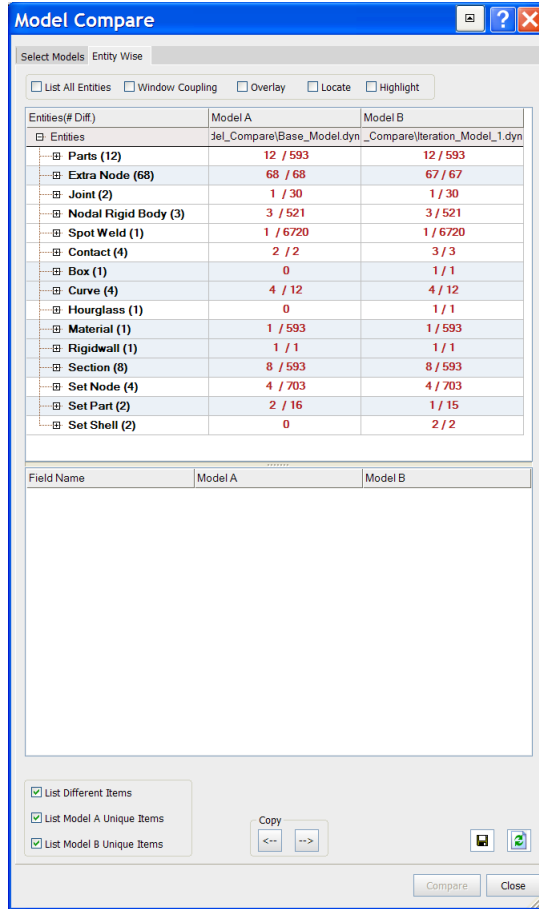 Model Compare
Select Models Entity Wise
List All Entities Window Coupling Overlay Locate Highlight
Entities(# Diff.) Model A Model B
Entities del_Compare\Base_Model.dyn _Compare\Iteration_Model_1.dyn
Parts (12) 12 / 593 12 / 593
Extra Node (68) 68 / 68 67 / 67
Joint (2) 1 / 30 1 / 30
Nodal Rigid Body (3) 3 / 521 3 / 521
Spot Weld (1) 1 / 6720 1 / 6720
Contact (4) 2 / 2 3 / 3
Box (1) 0 1 / 1
Curve (4) 4 / 12 4 / 12
Hourglass (1) 0 1 / 1
Material (1) 1 / 593 1 / 593
Rigidwall (1) 1 / 1 1 / 1
Section (8) 8 / 593 8 / 593
Set Node (4) 4 / 703 4 / 703
Set Part (2) 2 / 16 1 / 15
Set Shell (2) 0 2 / 2
Field Name Model A Model B
List Different Items
List Model A Unique Items
List Model B Unique Items
Copy
<-- -->
Compare Close